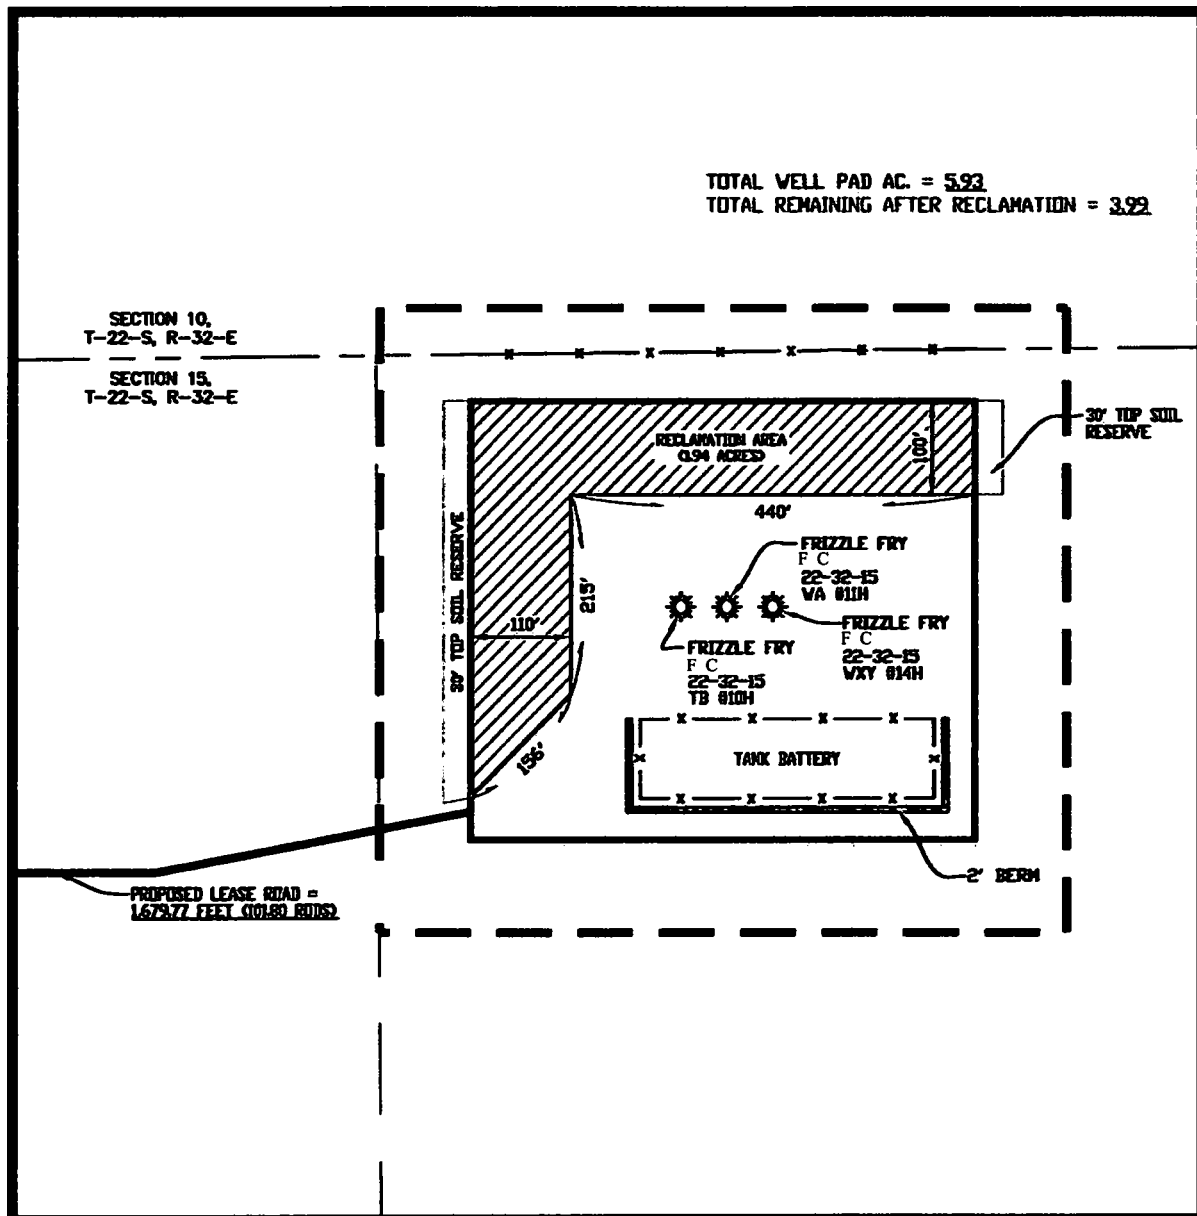 TOTAL WELL PAD AC. = 5.93
TOTAL REMAINING AFTER RECLAMATION = 3.99
SECTION 10,
T-22-S, R-32-E
SECTION 15,
T-22-S, R-32-E
30' TOP SOIL
RESERVE
RECLAMATION AREA
(1.94 ACRES)
100'
440'
30' TOP SOIL RESERVE
215'
110'
156'
FRIZZLE FRY
F C
22-32-15
WA #011H
FRIZZLE FRY
F C
22-32-15
WXY #014H
FRIZZLE FRY
F C
22-32-15
TB #010H
TANK BATTERY
2' BERM
PROPOSED LEASE ROAD =
1,679.77 FEET (101.80 RODS)